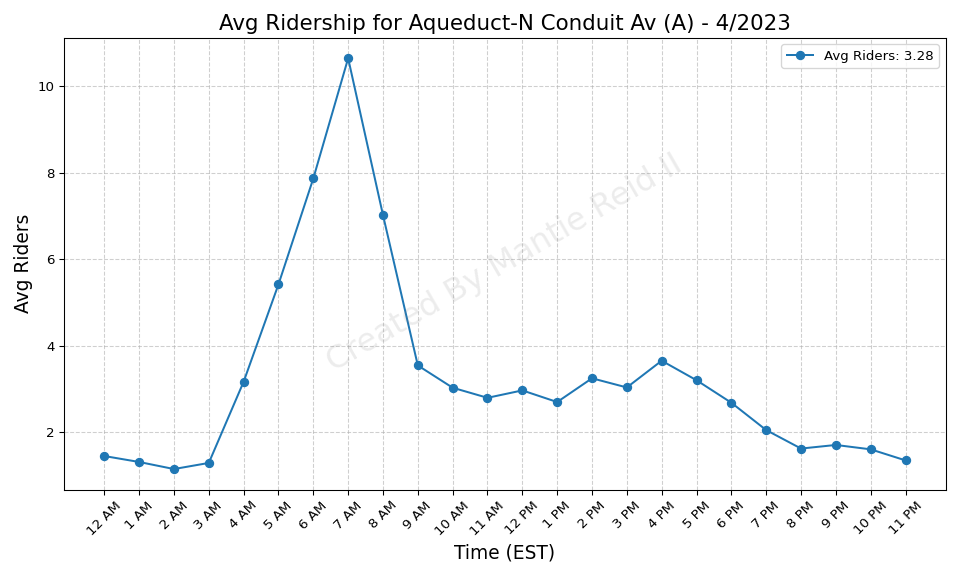 Avg Ridership for Aqueduct-N Conduit Av (A) - 4/2023
Avg Riders: 3.28
Avg Riders
10
8
6
4
2
Created By Mantie Reid II
12 AM
1 AM
2 AM
3 AM
4 AM
5 AM
6 AM
7 AM
8 AM
9 AM
10 AM
11 AM
12 PM
1 PM
2 PM
3 PM
4 PM
5 PM
6 PM
7 PM
8 PM
9 PM
10 PM
11 PM
Time (EST)